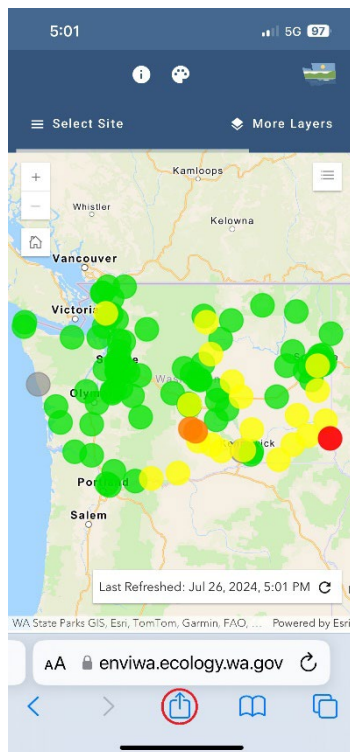 5:01
5G 97
Select Site
More Layers
Kamloops
Whistler
Kelowna
Vancouver
Victoria
Olym
Portland
Salem
Last Refreshed: Jul 26, 2024, 5:01 PM
WA State Parks GIS, Esri, TomTom, Garmin, FAO, ... Powered by Esri
AA enviwa.ecology.wa.gov